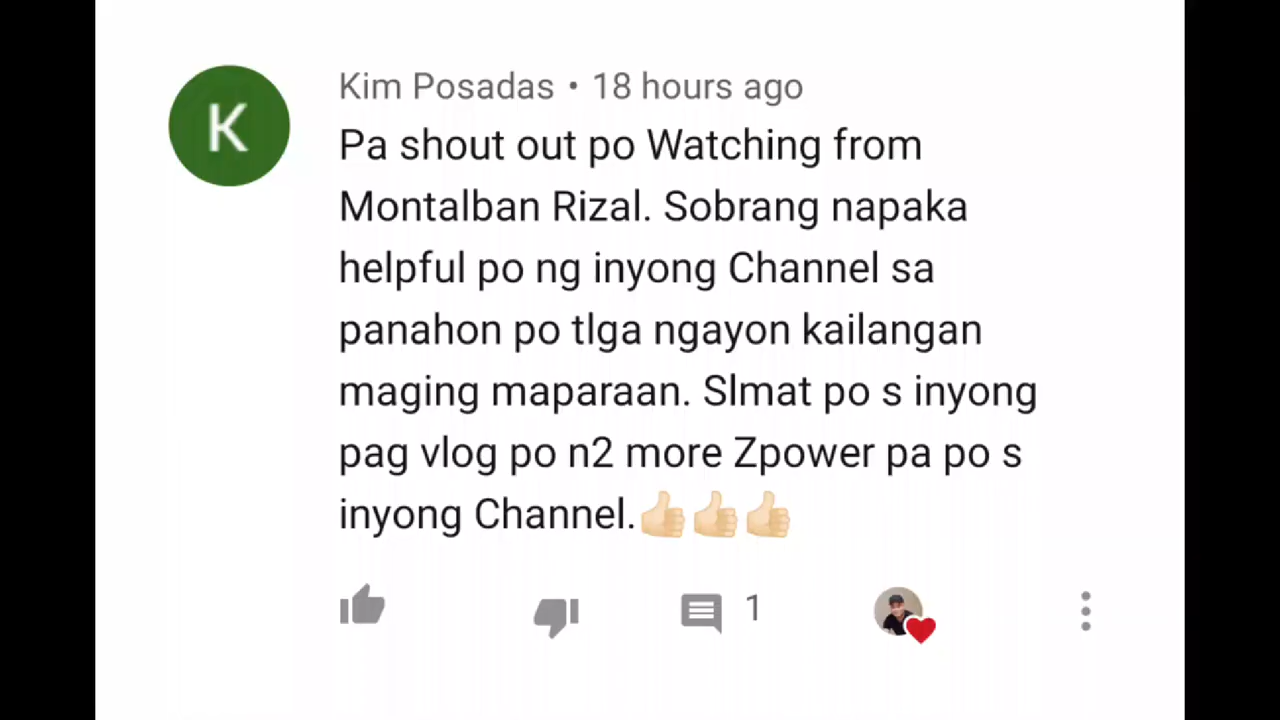 K
Kim Posadas • 18 hours ago
Pa shout out po Watching from
Montalban Rizal. Sobrang napaka
helpful po ng inyong Channel sa
panahon po tlga ngayon kailangan
maging maparaan. Slmat po s inyong
pag vlog po n2 more Zpower pa po s
inyong Channel.👍🏻👍🏻👍🏻
1